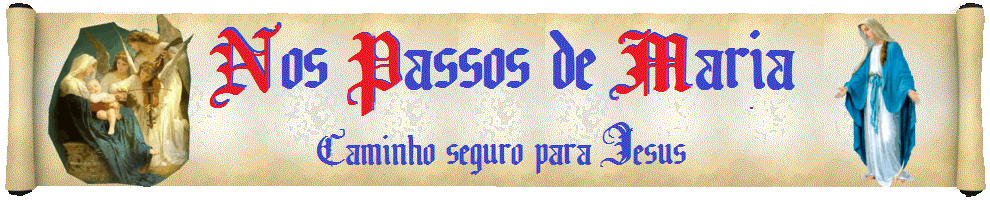 Nos Passos de Maria
Caminho seguro para Jesus